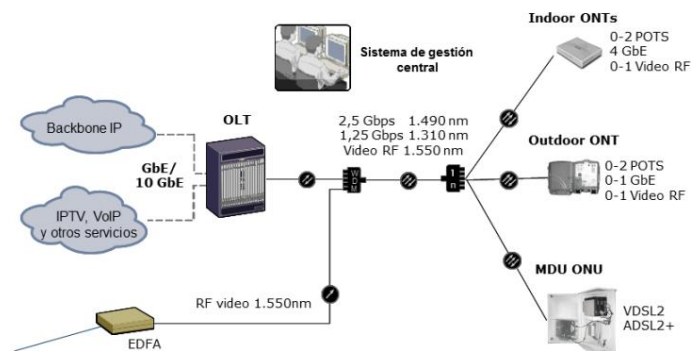 Indoor ONTs
0-2 POTS
4 GbE
0-1 Video RF
Sistema de gestión
central
Backbone IP
OLT
2,5 Gbps 1.490 nm
1,25 Gbps 1.310 nm
Video RF 1.550 nm
GbE/
10 GbE
WDM
1
n
Outdoor ONT
0-2 POTS
0-1 GbE
0-1 Video RF
IPTV, VoIP
y otros servicios
MDU ONU
VDSL2
ADSL2+
RF video 1.550nm
EDFA